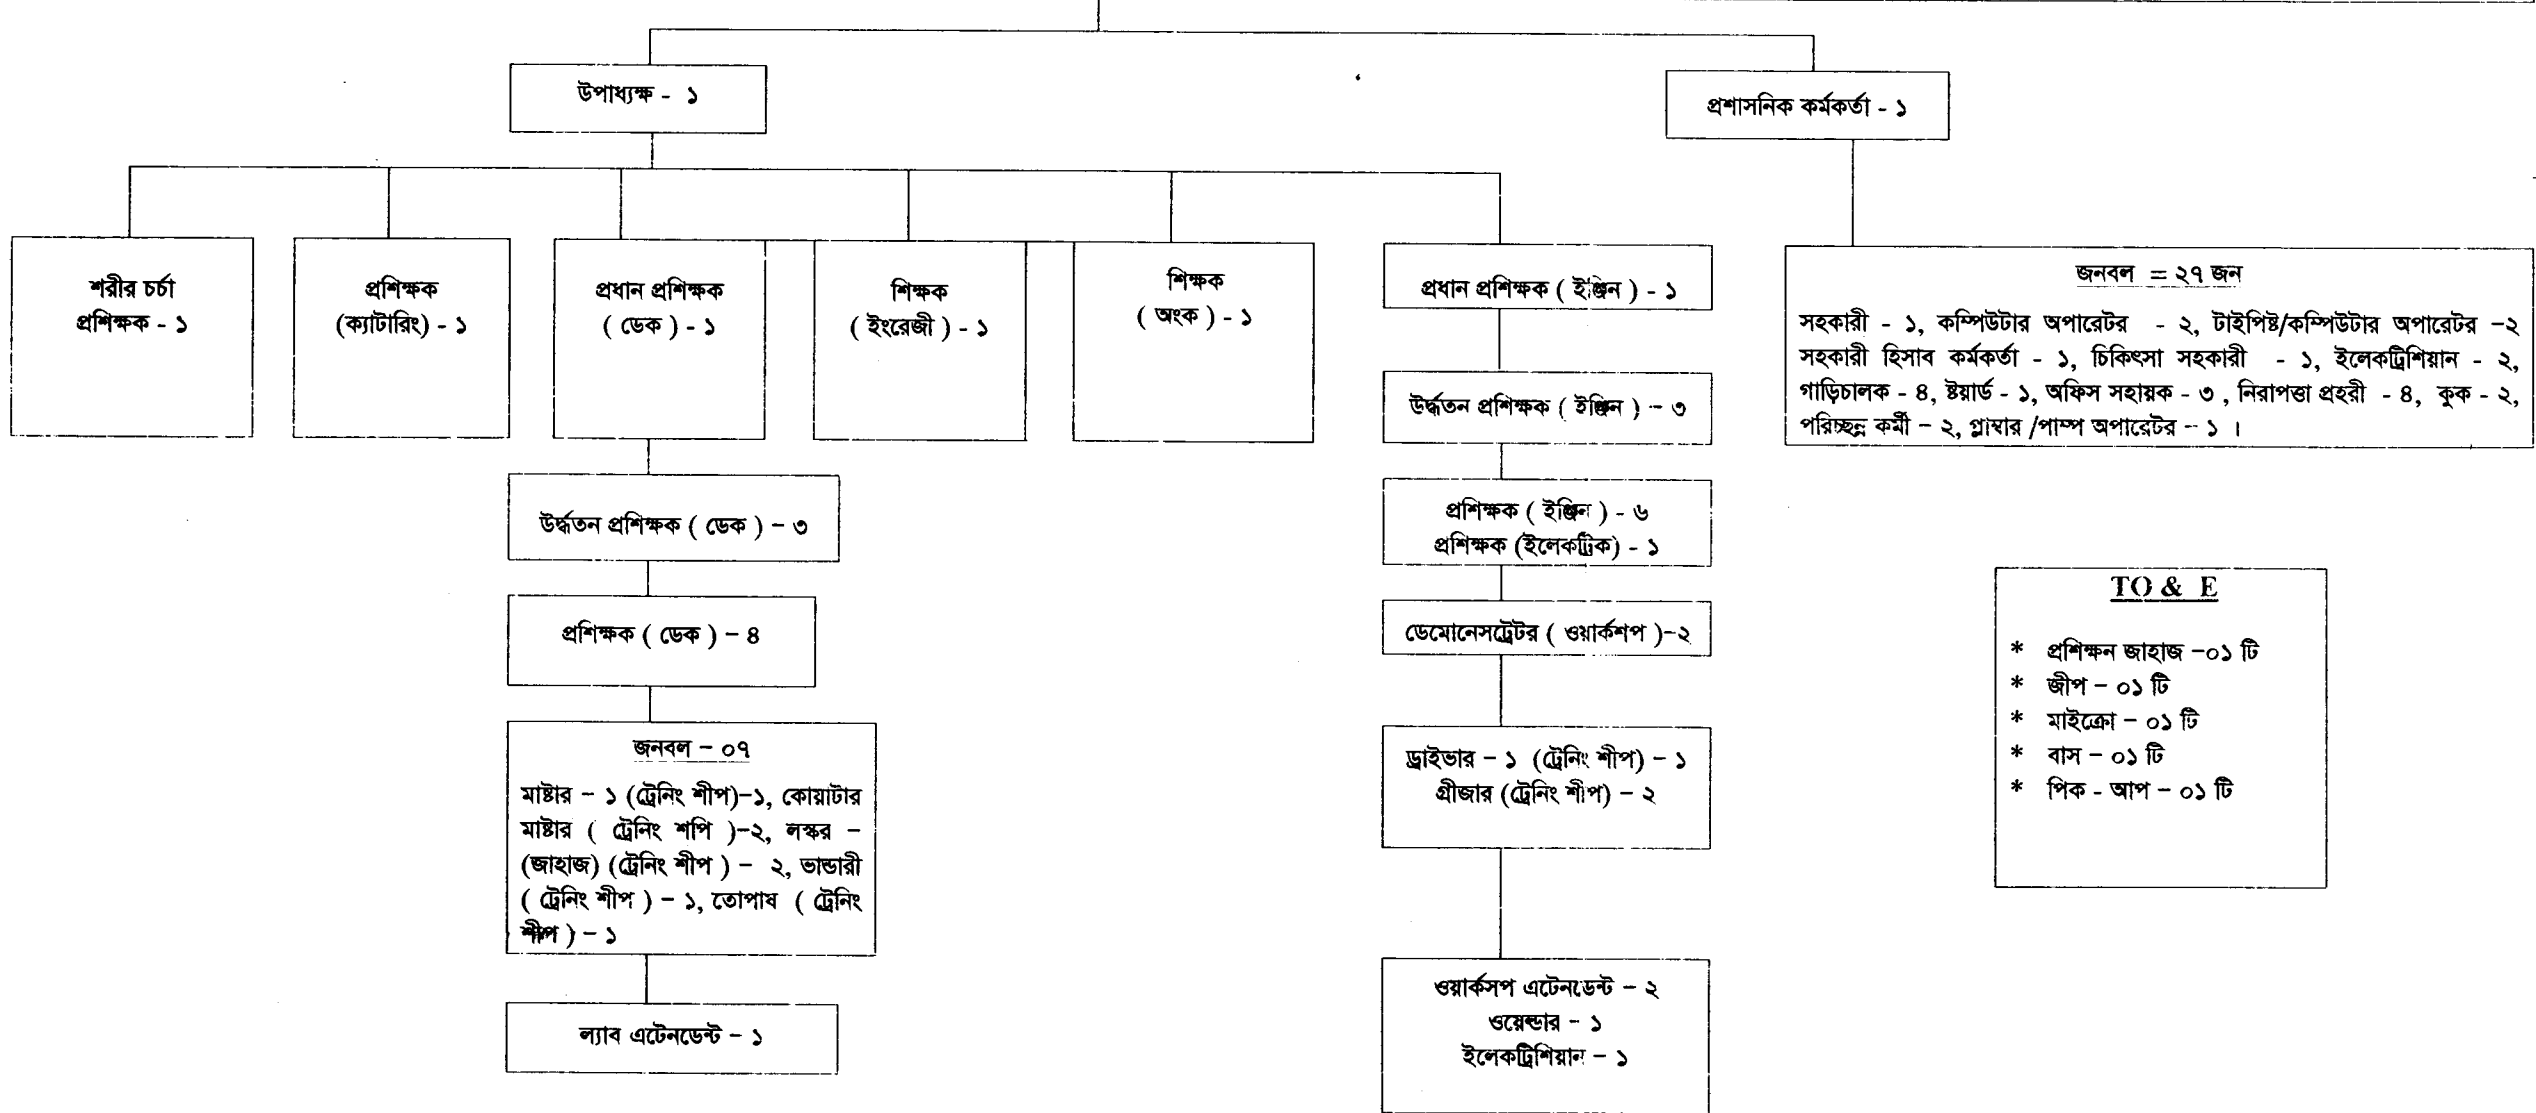 উপাধ্যক্ষ - ১
প্রশাসনিক কর্মকর্তা - ১
শরীর চর্চা
প্রশিক্ষক - ১
প্রশিক্ষক
(ক্যাটারিং) - ১
প্রধান প্রশিক্ষক
( ডেক ) - ১
শিক্ষক
( ইংরেজী ) - ১
শিক্ষক
( অংক ) - ১
প্রধান প্রশিক্ষক ( ইঞ্জিন ) - ১
জনবল = ২৭ জন
সহকারী - ১, কম্পিউটার অপারেটর - ২, টাইপিষ্ট/কম্পিউটার অপারেটর –২
সহকারী হিসাব কর্মকর্তা - ১, চিকিৎসা সহকারী - ১, ইলেকট্রিশিয়ান - ২,
গাড়িচালক - ৪, ষ্টয়ার্ড - ১, অফিস সহায়ক - ৩ , নিরাপত্তা প্রহরী - ৪, কুক - ২,
পরিচ্ছন্ন কর্মী – ২, প্লাম্বার /পাম্প অপারেটর – ১ ।
উর্দ্ধতন প্রশিক্ষক ( ইঞ্জিন ) – ৩
উর্দ্ধতন প্রশিক্ষক ( ডেক ) – ৩
প্রশিক্ষক ( ইঞ্জিন ) - ৬
প্রশিক্ষক (ইলেকট্রিক) - ১
প্রশিক্ষক ( ডেক ) – ৪
ডেমোনেসট্রেটর ( ওয়ার্কশপ )–২
TO & E
* প্রশিক্ষন জাহাজ –০১ টি
* জীপ – ০১ টি
* মাইক্রো – ০১ টি
* বাস – ০১ টি
* পিক - আপ – ০১ টি
জনবল – ০৭
মাষ্টার – ১ (ট্রেনিং শীপ)–১, কোয়াটার
মাষ্টার ( ট্রেনিং শপি )–২, লস্কর –
(জাহাজ) (ট্রেনিং শীপ ) – ২, ভান্ডারী
( ট্রেনিং শীপ ) – ১, তোপাষ ( ট্রেনিং
শীপ ) – ১
ড্রাইভার – ১ (ট্রেনিং শীপ) – ১
গ্রীজার (ট্রেনিং শীপ) – ২
ল্যাব এটেনডেন্ট – ১
ওয়ার্কসপ এটেনডেন্ট – ২
ওয়েল্ডার – ১
ইলেকট্রিশিয়ান – ১